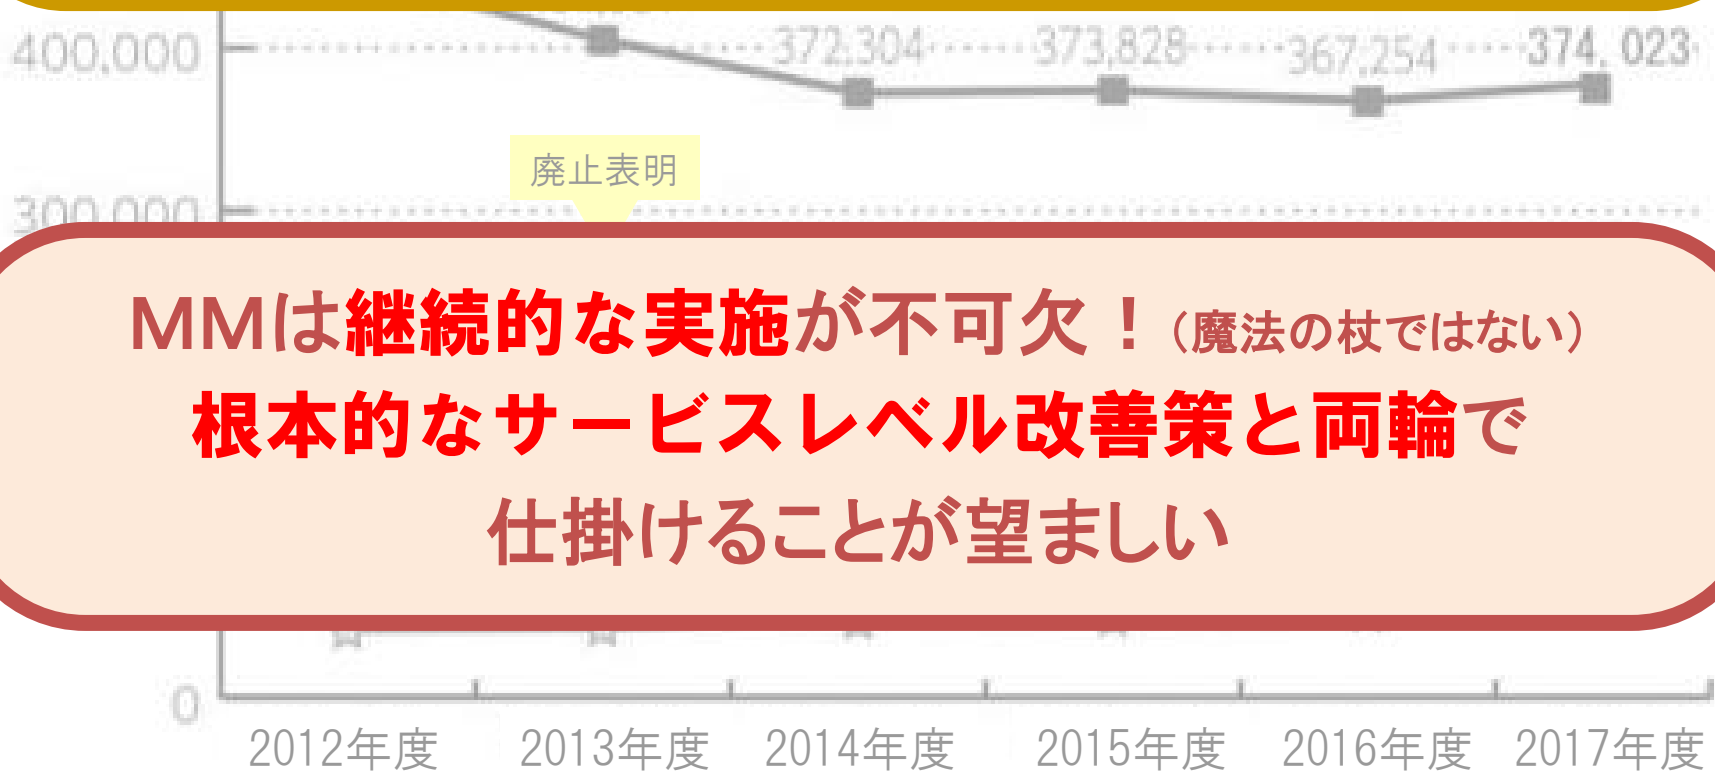 400,000
372,304 373,828 367,254 374,023
廃止表明
300,000
MMは継続的な実施が不可欠！（魔法の杖ではない）
根本的なサービスレベル改善策と両輪で
仕掛けることが望ましい
0
2012年度 2013年度 2014年度 2015年度 2016年度 2017年度